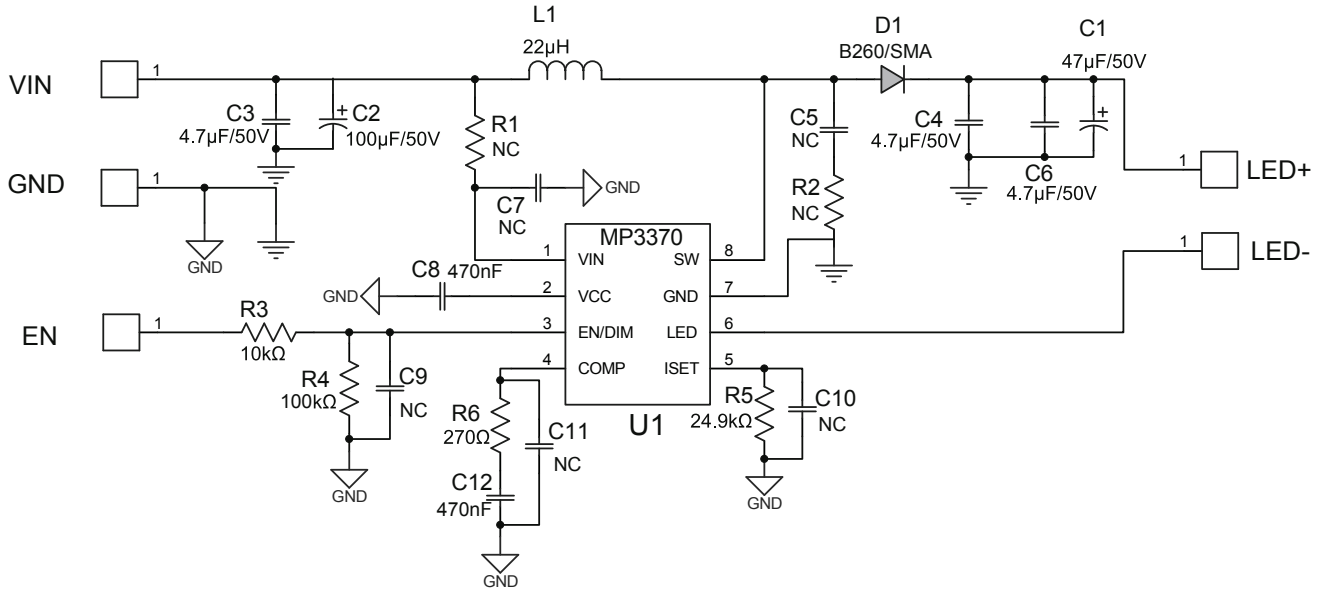 L1
22µH
D1
B260/SMA
C1
47µF/50V
VIN
1
C3
4.7µF/50V
+
C2
100µF/50V
R1
NC
C5
NC
C4
4.7µF/50V
+
C6
4.7µF/50V
GND
1
GND
C7
NC
GND
R2
NC
1
LED+
1
LED-
MP3370
1
VIN
SW
8
C8
470nF
GND
2
VCC
GND
7
EN
1
R3
10kΩ
3
EN/DIM
LED
6
4
COMP
ISET
5
R4
100kΩ
C9
NC
GND
U1
R6
270Ω
C11
NC
C12
470nF
GND
R5
24.9kΩ
C10
NC
GND